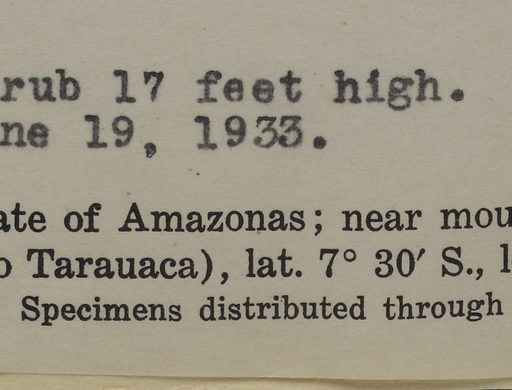 rub 17 feet high.
ne 19, 1933.
ate of Amazonas; near mou
o Tarauaca), lat. 7° 30′ S., l
Specimens distributed through